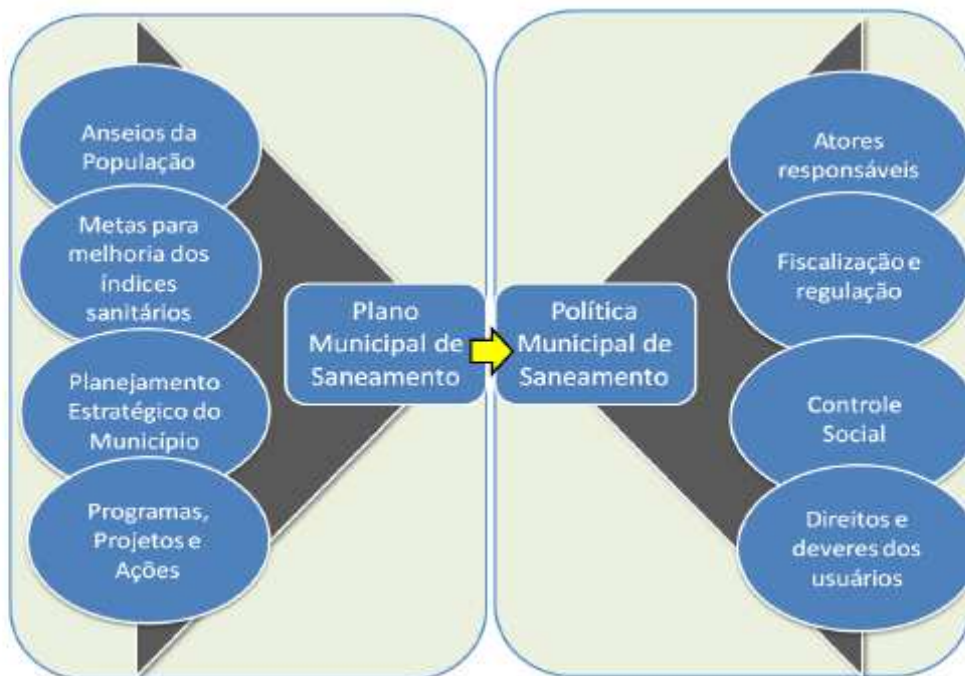 Anseios da
População
Metas para
melhoria dos
índices
sanitários
Planejamento
Estratégico do
Município
Programas,
Projetos e
Ações
Plano
Municipal de
Saneamento
Política
Municipal de
Saneamento
Atores
responsáveis
Fiscalização e
regulação
Controle
Social
Direitos e
deveres dos
usuários